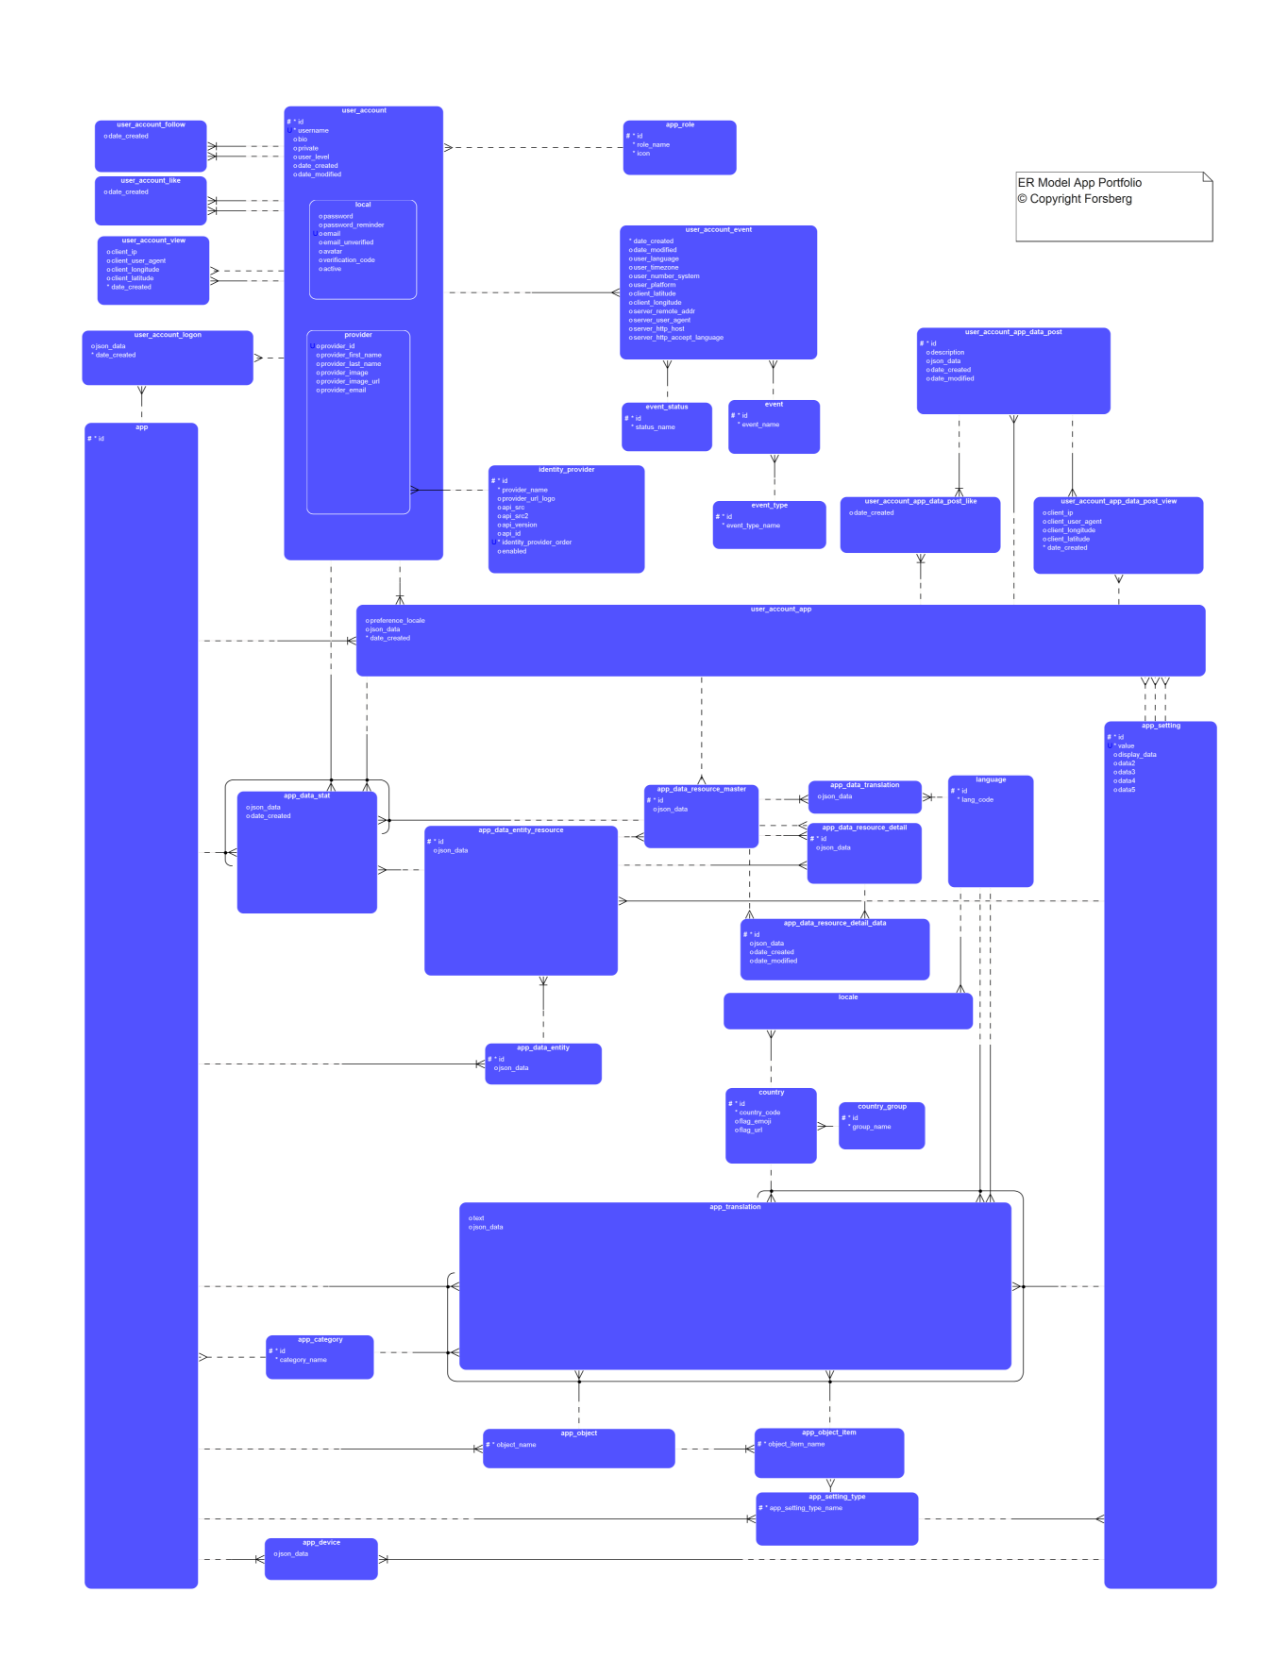 user_account_follow
o date_created
user_account_like
o date_created
user_account_view
o client_ip
o client_user_agent
o client_longitude
o client_latitude
* date_created
user_account_logon
o json_data
* date_created
app
# * id
user_account
# * id
U * username
o bio
o private
o user_level
o date_created
o date_modified
local
o password
o password_reminder
U o email
o email_unverified
o avatar
o verification_code
o active
provider
U o provider_id
o provider_first_name
o provider_last_name
o provider_image
o provider_image_url
o provider_email
app_role
# * id
* role_name
* icon
ER Model App Portfolio
© Copyright Forsberg
user_account_event
* date_created
o date_modified
o user_language
o user_timezone
o user_number_system
o user_platform
o client_latitude
o client_longitude
o server_remote_addr
o server_user_agent
o server_http_host
o server_http_accept_language
event_status
# * id
* status_name
event
# * id
* event_name
identity_provider
# * id
* provider_name
o provider_url_logo
o api_src
o api_src2
o api_version
o api_id
U * identity_provider_order
o enabled
event_type
# * id
* event_type_name
user_account_app_data_post
# * id
o description
o json_data
o date_created
o date_modified
user_account_app_data_post_like
o date_created
user_account_app_data_post_view
o client_ip
o client_user_agent
o client_longitude
o client_latitude
* date_created
user_account_app
o preference_locale
o json_data
* date_created
app_setting
# * id
U * value
o display_data
o data2
o data3
o data4
o data5
app_data_stat
o json_data
o date_created
app_data_entity_resource
# * id
o json_data
app_data_resource_master
# * id
o json_data
app_data_translation
o json_data
language
# * id
* lang_code
app_data_resource_detail
# * id
o json_data
app_data_resource_detail_data
# * id
o json_data
o date_created
o date_modified
locale
app_data_entity
# * id
o json_data
country
# * id
* country_code
o flag_emoji
o flag_url
country_group
# * id
* group_name
app_translation
o text
o json_data
app_category
# * id
* category_name
app_object
# * object_name
app_object_item
# * object_item_name
app_setting_type
# * app_setting_type_name
app_device
o json_data